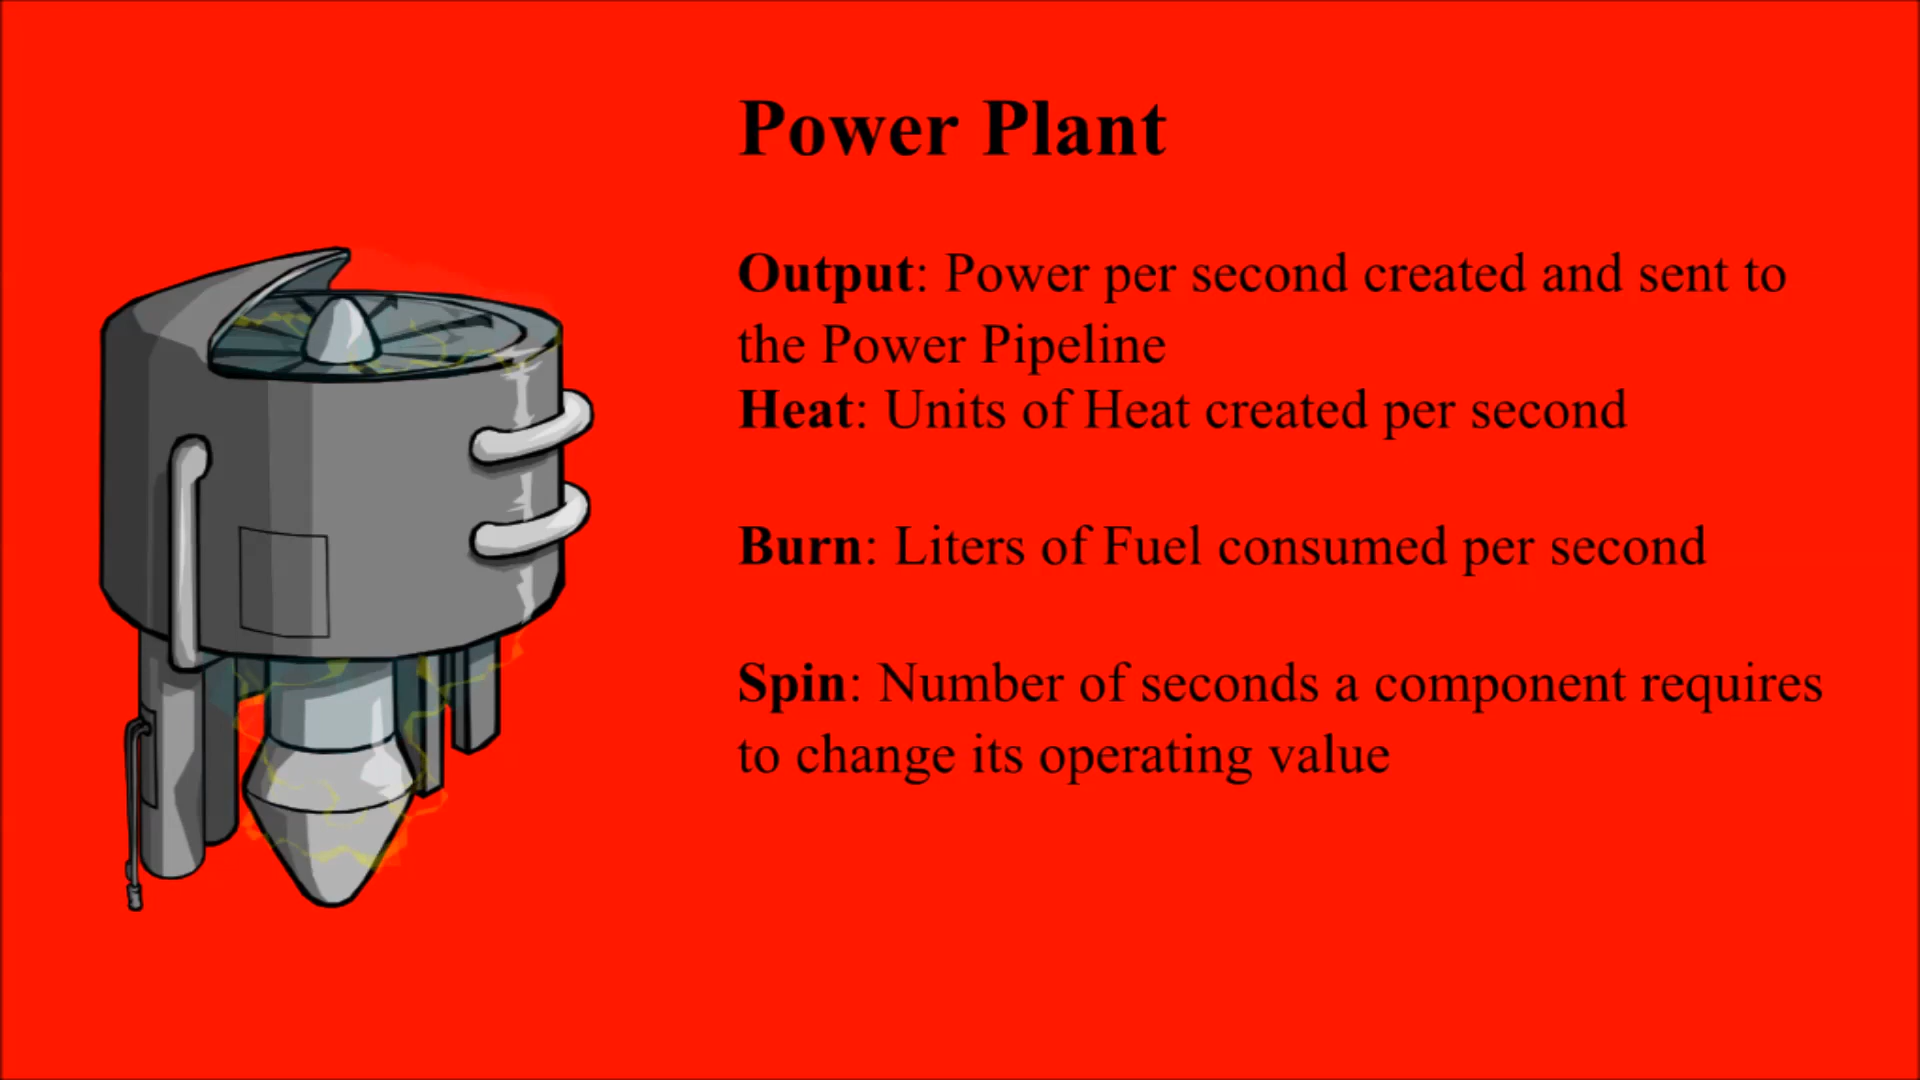 Power Plant
Output: Power per second created and sent to
the Power Pipeline
Heat: Units of Heat created per second
Burn: Liters of Fuel consumed per second
Spin: Number of seconds a component requires
to change its operating value